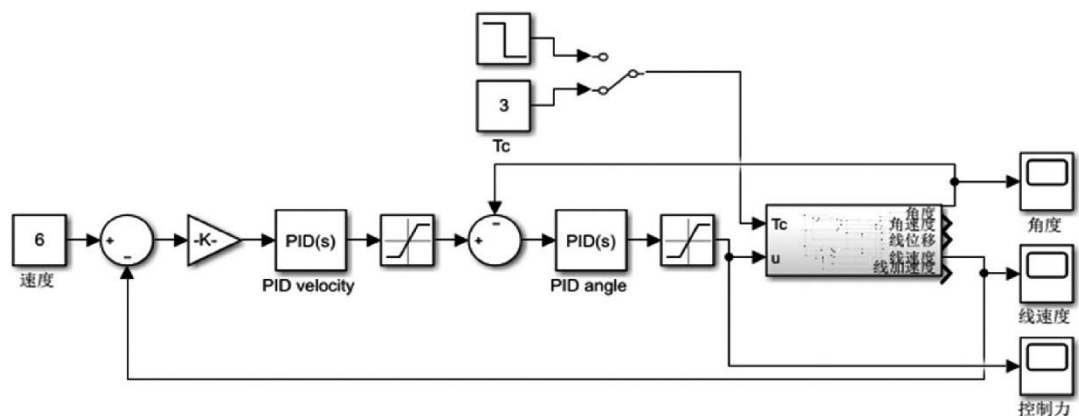 3
Tc
6
速度
-K-
PID(s)
PID velocity
PID(s)
PID angle
Tc
u
角度
角速度
线位移
线速度
线加速度
角度
线速度
控制力